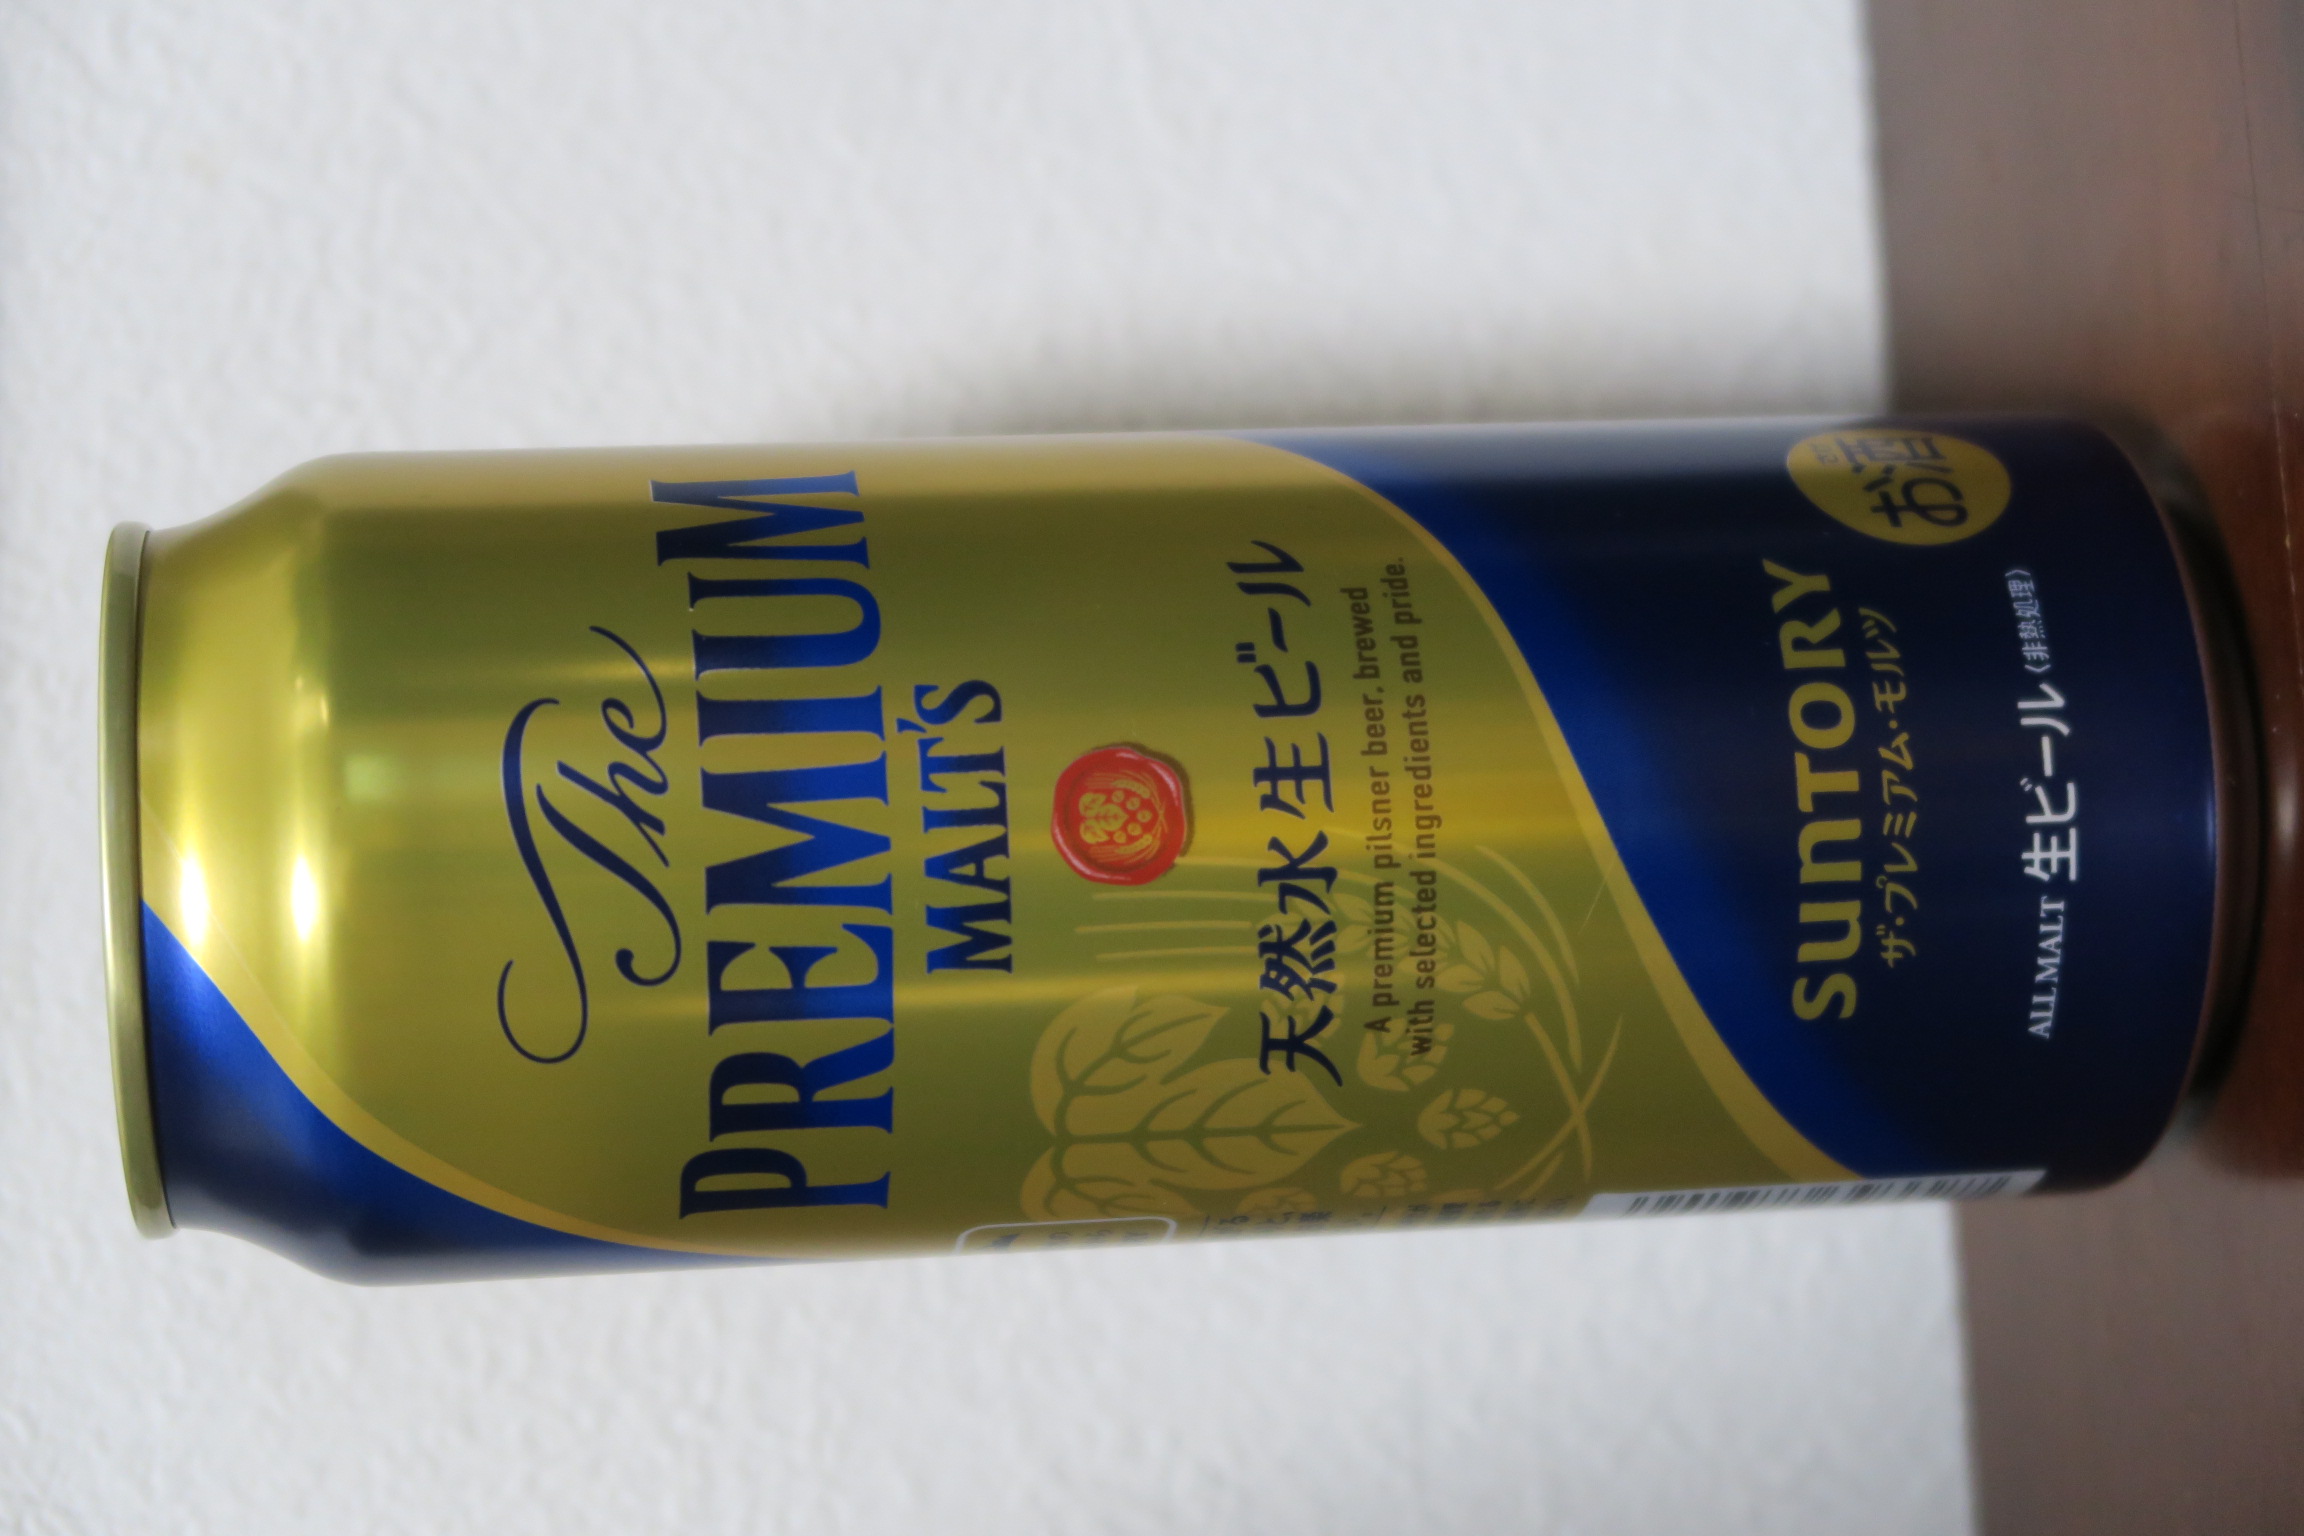 The
PREMIUM
MALT'S
天然水生ビール
A premium pilsner beer, brewed
with selected ingredients and pride.
SUNTORY
ザ・プレミアム・モルツ
お酒
ALL MALT 生ビール〈非熱処理〉